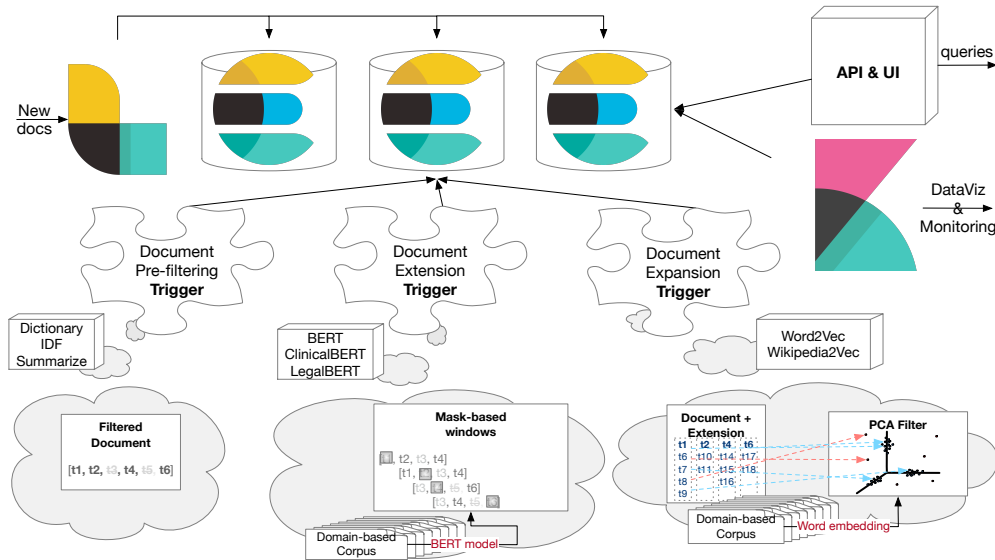 New
docs
API & UI
queries
DataViz
&
Monitoring
Document
Pre-filtering
Trigger
Document
Extension
Trigger
Document
Expansion
Trigger
Dictionary
IDF
Summarize
BERT
ClinicalBERT
LegalBERT
Word2Vec
Wikipedia2Vec
Filtered
Document
[t1, t2, t3, t4, t5, t6]
Mask-based
windows
[ , t2, t3, t4]
[t1, , t3, t4]
[t3, , t5, t6]
[t3, t4, t5, ]
Domain-based
Corpus
BERT model
Document +
Extension
t1 t2 t4 t6
t6 t10 t14 t17
t7 t11 t15 t18
t8 t16
t9
PCA Filter
Domain-based
Corpus
Word embedding